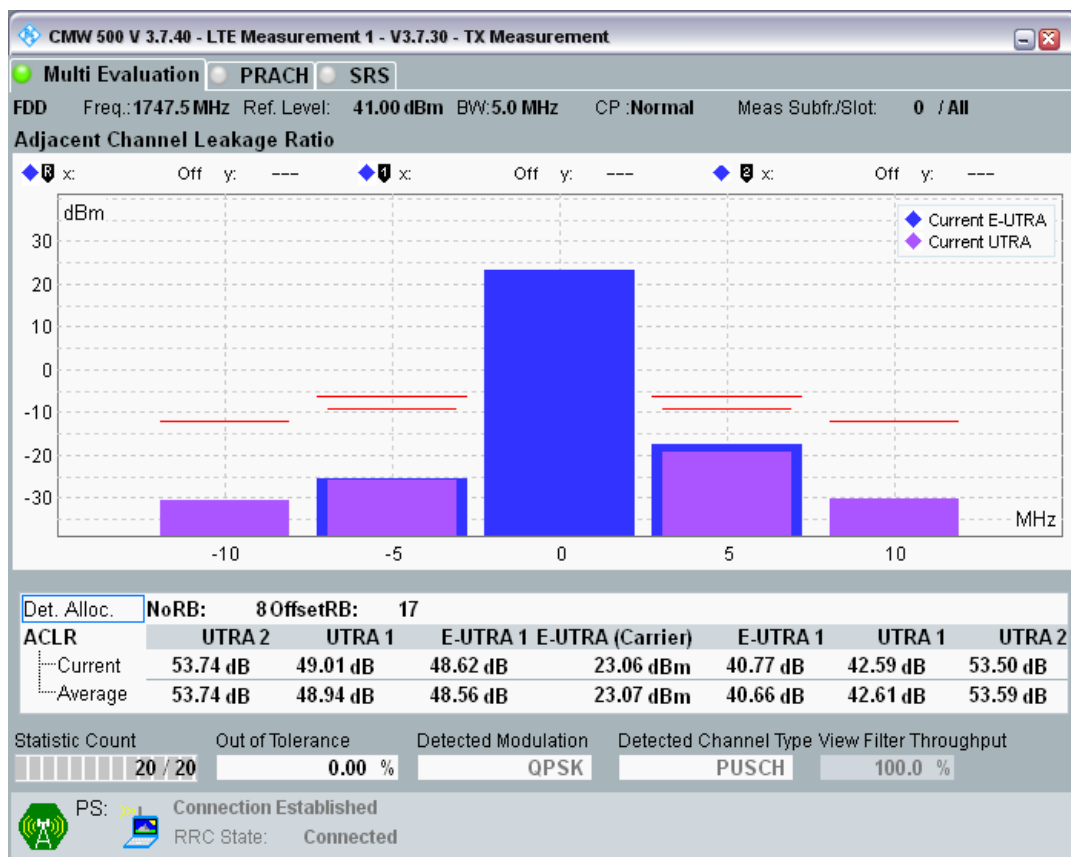 CMW 500 V 3.7.40 - LTE Measurement 1 - V3.7.30 - TX Measurement
Multi Evaluation PRACH SRS
FDD Freq.: 1747.5 MHz Ref. Level: 41.00 dBm BW: 5.0 MHz CP : Normal Meas Subfr./Slot: 0 / All
Adjacent Channel Leakage Ratio
R x: Off y: --- 1 x: Off y: --- 2 x: Off y: ---
dBm
Current E-UTRA
Current UTRA
30
20
10
0
-10
-20
-30
MHz
-10 -5 0 5 10
Det. Alloc. NoRB: 8 OffsetRB: 17
ACLR UTRA 2 UTRA 1 E-UTRA 1 E-UTRA (Carrier) E-UTRA 1 UTRA 1 UTRA 2
Current 53.74 dB 49.01 dB 48.62 dB 23.06 dBm 40.77 dB 42.59 dB 53.50 dB
Average 53.74 dB 48.94 dB 48.56 dB 23.07 dBm 40.66 dB 42.61 dB 53.59 dB
Statistic Count Out of Tolerance Detected Modulation Detected Channel Type View Filter Throughput
20 / 20 0.00 % QPSK PUSCH 100.0 %
PS: Connection Established
RRC State: Connected